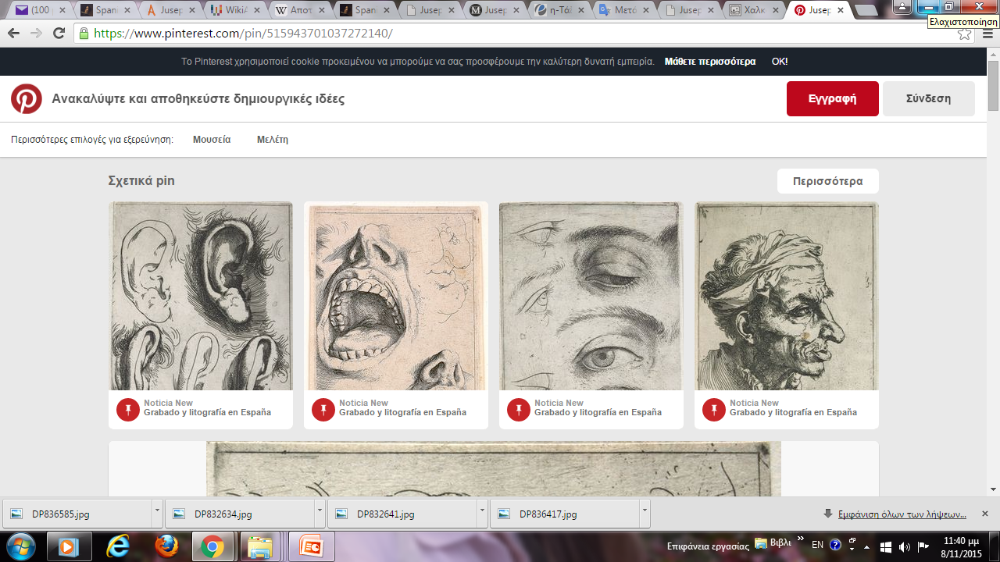 (100
Span
Jusep
WikiA
W Αποτ
Span
Jusep
M Jusep
η-Τάξ
Μετά
Jusep
Χαλκ
Jusep
Ελαχιστοποίηση
https://www.pinterest.com/pin/515943701037272140/
Το Pinterest χρησιμοποιεί cookie προκειμένου να μπορούμε να σας προσφέρουμε την καλύτερη δυνατή εμπειρία. Μάθετε περισσότερα OK!
Ανακαλύψτε και αποθηκεύστε δημιουργικές ιδέες
Εγγραφή
Σύνδεση
Περισσότερες επιλογές για εξερεύνηση: Μουσεία Μελέτη
Σχετικά pin
Περισσότερα
Noticia New
Grabado y litografía en España
Noticia New
Grabado y litografía en España
Noticia New
Grabado y litografía en España
Noticia New
Grabado y litografía en España
DP836585.jpg
DP832634.jpg
DP832641.jpg
DP836417.jpg
Εμφάνιση όλων των λήψεων...
Επιφάνεια εργασίας
Βιβλι
EN
11:40 μμ
8/11/2015